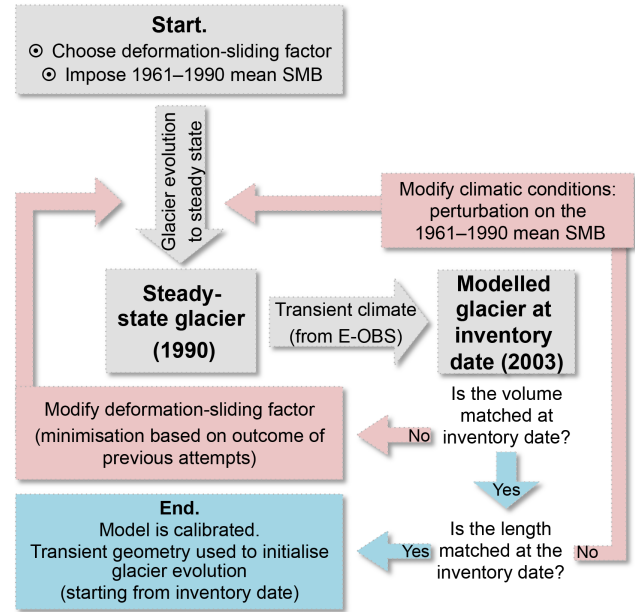 Start.
⊙ Choose deformation-sliding factor
⊙ Impose 1961–1990 mean SMB
Glacier evolution
to steady state
Modify climatic conditions:
perturbation on the
1961–1990 mean SMB
Steady-
state glacier
(1990)
Transient climate
(from E-OBS)
Modelled
glacier at
inventory
date (2003)
Is the volume
matched at
inventory date?
No
Modify deformation-sliding factor
(minimisation based on outcome of
previous attempts)
Yes
Is the length
matched at the
inventory date?
No
Yes
End.
Model is calibrated.
Transient geometry used to initialise
glacier evolution
(starting from inventory date)